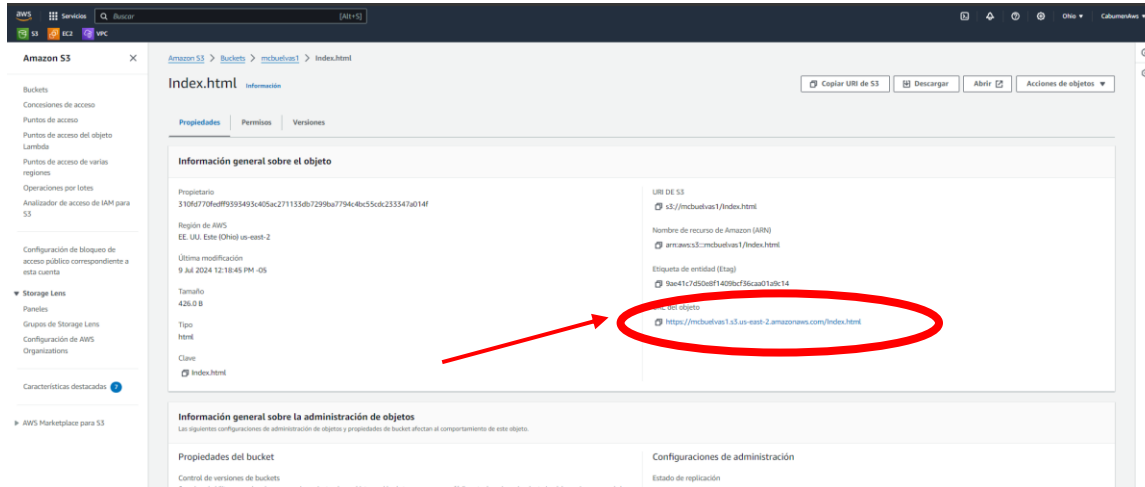 aws
Servicios
Buscar
[Alt+S]
Ohio
CabumenAws
S3
EC2
VPC
Amazon S3
Buckets
Concesiones de acceso
Puntos de acceso
Puntos de acceso del objeto
Lambda
Puntos de acceso de varias
regiones
Operaciones por lotes
Analizador de acceso de IAM para
S3
Configuración de bloqueo de
acceso público correspondiente a
esta cuenta
Storage Lens
Paneles
Grupos de Storage Lens
Configuración de AWS
Organizations
Características destacadas 7
AWS Marketplace para S3
Amazon S3 > Buckets > mcbuelvas1 > Index.html
Index.html Información
Copiar URI de S3
Descargar
Abrir
Acciones de objetos
Propiedades
Permisos
Versiones
Información general sobre el objeto
Propietario
310fd770fedff9393493c405ac271133db7299ba7794c4bc55cdc233347a014f
Región de AWS
EE. UU. Este (Ohio) us-east-2
Última modificación
9 Jul 2024 12:18:45 PM -05
Tamaño
426.0 B
Tipo
html
Clave
Index.html
URI DE S3
s3://mcbuelvas1/Index.html
Nombre de recurso de Amazon (ARN)
arn:aws:s3:::mcbuelvas1/Index.html
Etiqueta de entidad (Etag)
9ae41c7d50e8f1409bcf36caa01a9c14
del objeto
https://mcbuelvas1.s3.us-east-2.amazonaws.com/Index.html
Información general sobre la administración de objetos
Las siguientes configuraciones de administración de objetos y propiedades de bucket afectan al comportamiento de este objeto.
Propiedades del bucket
Control de versiones de buckets
Configuraciones de administración
Estado de replicación